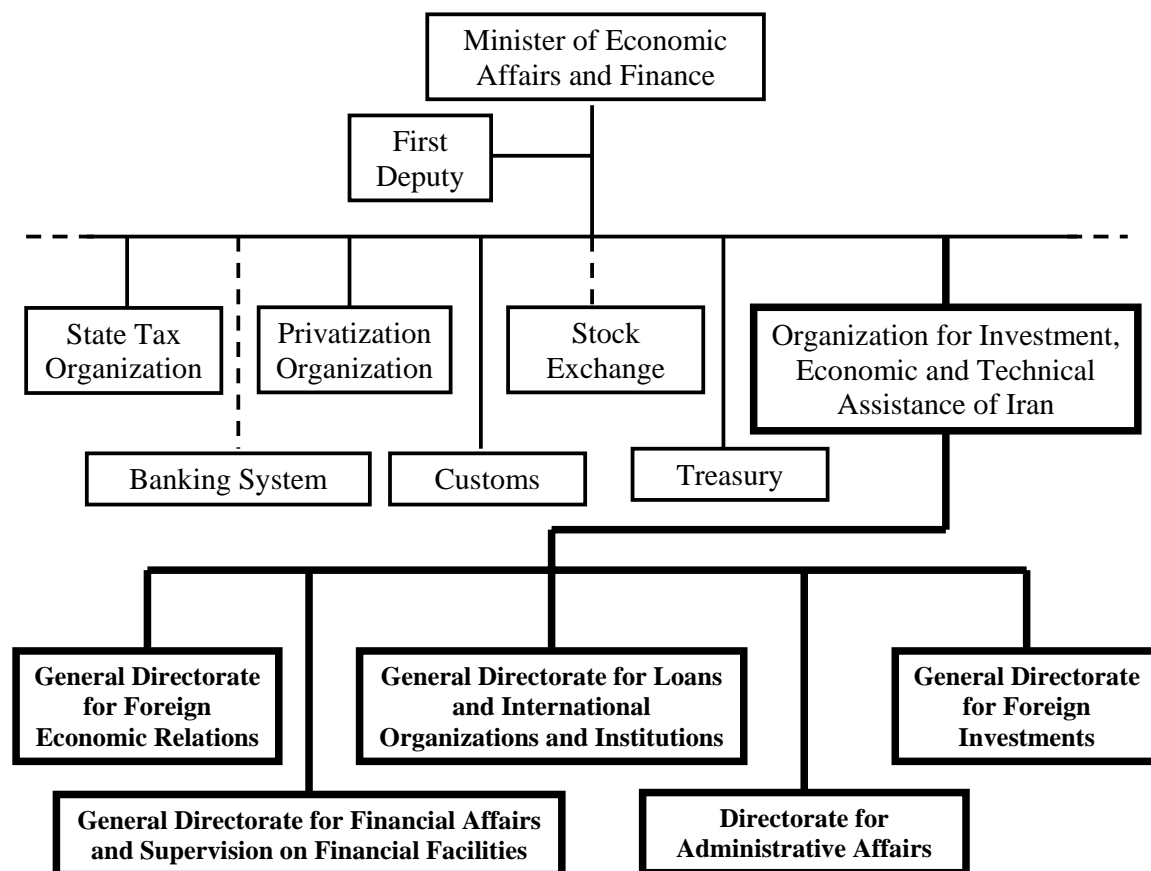 Minister of Economic
Affairs and Finance
First
Deputy
State Tax
Organization
Privatization
Organization
Stock
Exchange
Organization for Investment,
Economic and Technical
Assistance of Iran
Banking System
Customs
Treasury
General Directorate
for Foreign
Economic Relations
General Directorate for Loans
and International
Organizations and Institutions
General Directorate
for Foreign
Investments
General Directorate for Financial Affairs
and Supervision on Financial Facilities
Directorate for
Administrative Affairs